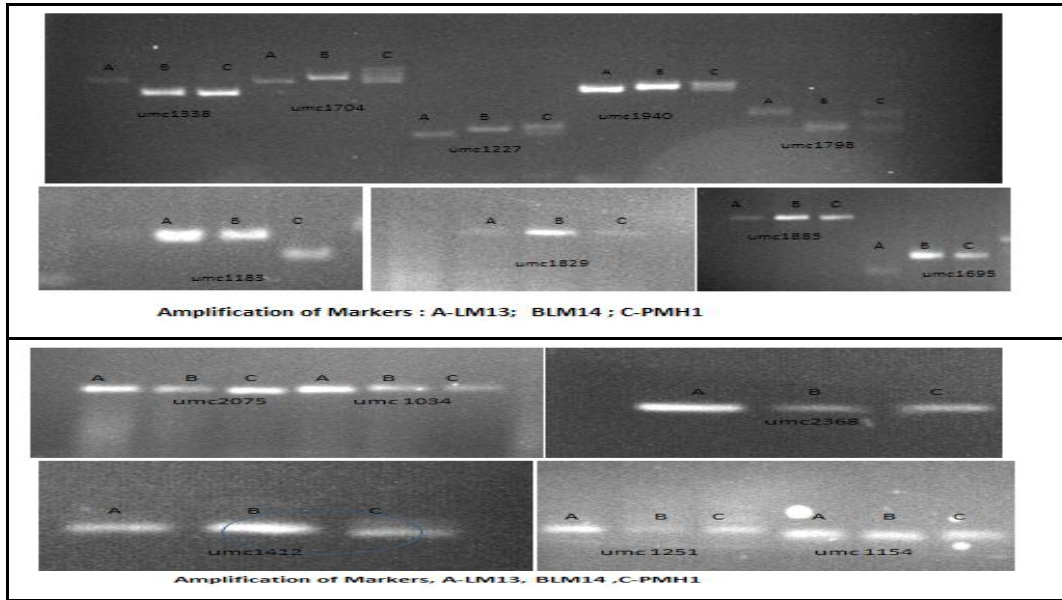 A B C A B C
umc1338 umc1704
A B C
umc1227
A B C
umc1940
A B C
umc1798
A B C
umc1183
A B C
umc1829
A B C
umc1885
A B C
umc1695
Amplification of Markers : A-LM13; BLM14 ; C-PMH1
A B C A B C
umc2075 umc 1034
A B C
umc2368
A B C
umc1412
A B C A B C
umc 1251 umc 1154
Amplification of Markers, A-LM13, BLM14 ,C-PMH1